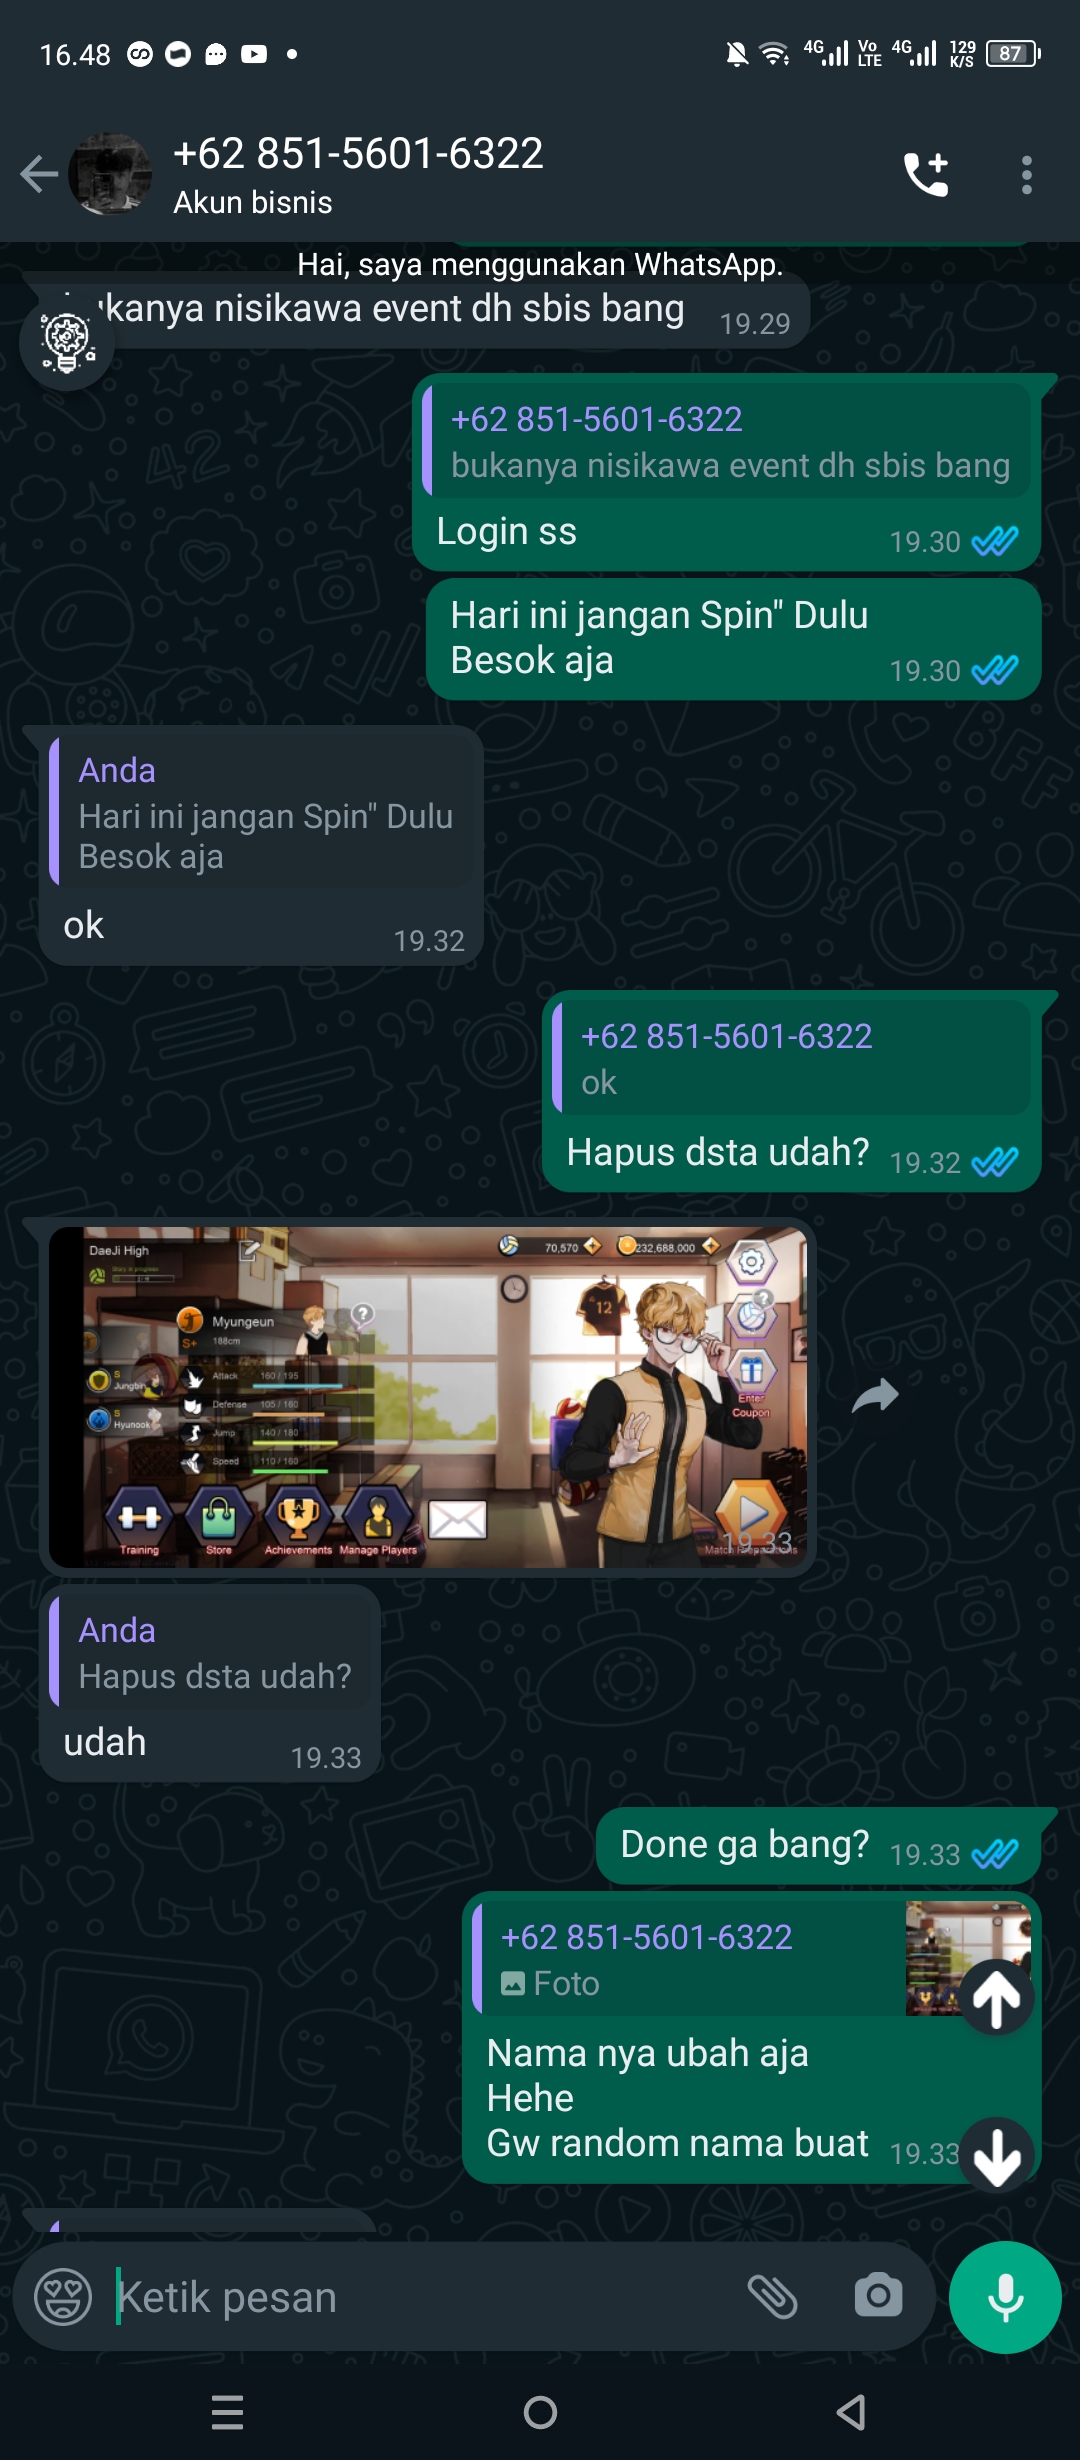 16.48
4G
Vo
LTE
4G
129
K/S
87
+62 851-5601-6322
Akun bisnis
Hai, saya menggunakan WhatsApp.
ukanya nisikawa event dh sbis bang 19.29
+62 851-5601-6322
bukanya nisikawa event dh sbis bang
Login ss 19.30
Hari ini jangan Spin" Dulu
Besok aja 19.30
Anda
Hari ini jangan Spin" Dulu
Besok aja
ok 19.32
+62 851-5601-6322
ok
Hapus dsta udah? 19.32
DaeJi High
70,570
232,688,000
12
Myungeun
S+ 188cm
S
Jungbin
S
Hyunook
Attack 160 / 195
Defense 105 / 160
Jump 140 / 180
Speed 110 / 160
Enter
Coupon
Training
Store
Achievements
Manage Players
19.33
Anda
Hapus dsta udah?
udah 19.33
Done ga bang? 19.33
+62 851-5601-6322
Foto
Nama nya ubah aja
Hehe
Gw random nama buat 19.33
Ketik pesan